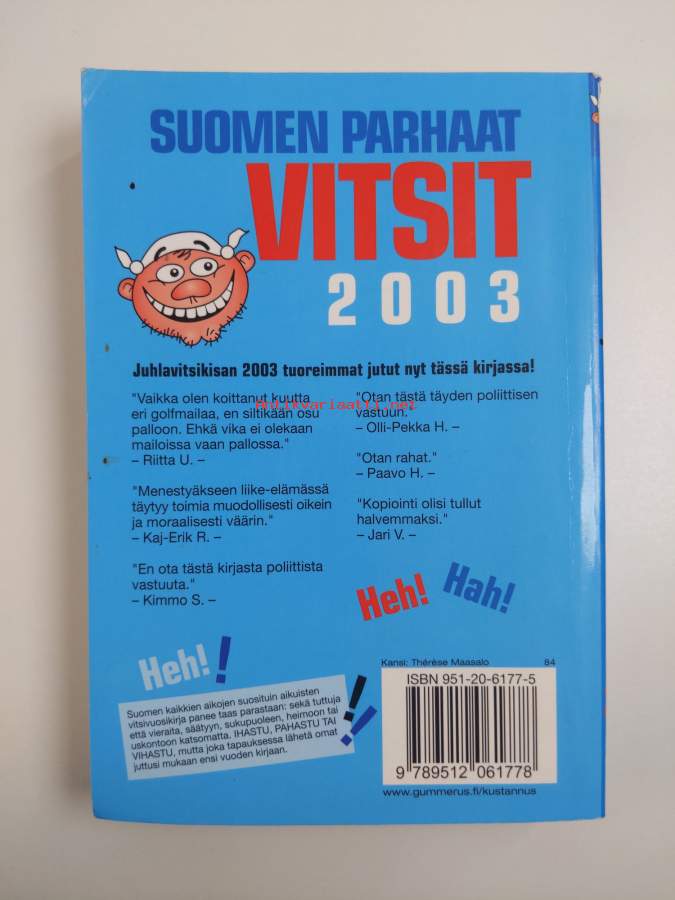 SUOMEN PARHAAT
VITSIT
2003
Juhlavitsikisan 2003 tuoreimmat jutut nyt tässä kirjassa!
"Vaikka olen koittanut kuutta
eri golfmailaa, en siltikään osu
palloon. Ehkä vika ei olekaan
mailoissa vaan pallossa."
– Riitta U. –
"Menestyäkseen liike-elämässä
täytyy toimia muodollisesti oikein
ja moraalisesti väärin."
– Kaj-Erik R. –
"En ota tästä kirjasta poliittista
vastuuta."
– Kimmo S. –
"Otan tästä täyden poliittisen
vastuun."
– Olli-Pekka H. –
"Otan rahat."
– Paavo H. –
"Kopiointi olisi tullut
halvemmaksi."
– Jari V. –
Antikvariaatti.net
Heh! Hah!
Heh!!
Suomen kaikkien aikojen suosituin aikuisten
vitsivuosikirja panee taas parastaan: sekä tuttuja
että vieraita, säätyyn, sukupuoleen, heimoon tai
uskontoon katsomatta. IHASTU, PAHASTU TAI
VIHASTU, mutta joka tapauksessa lähetä omat
juttusi mukaan ensi vuoden kirjaan.
!!
Kansi: Thérèse Maasalo 84
ISBN 951-20-6177-5
9 789512 061778
www.gummerus.fi/kustannus